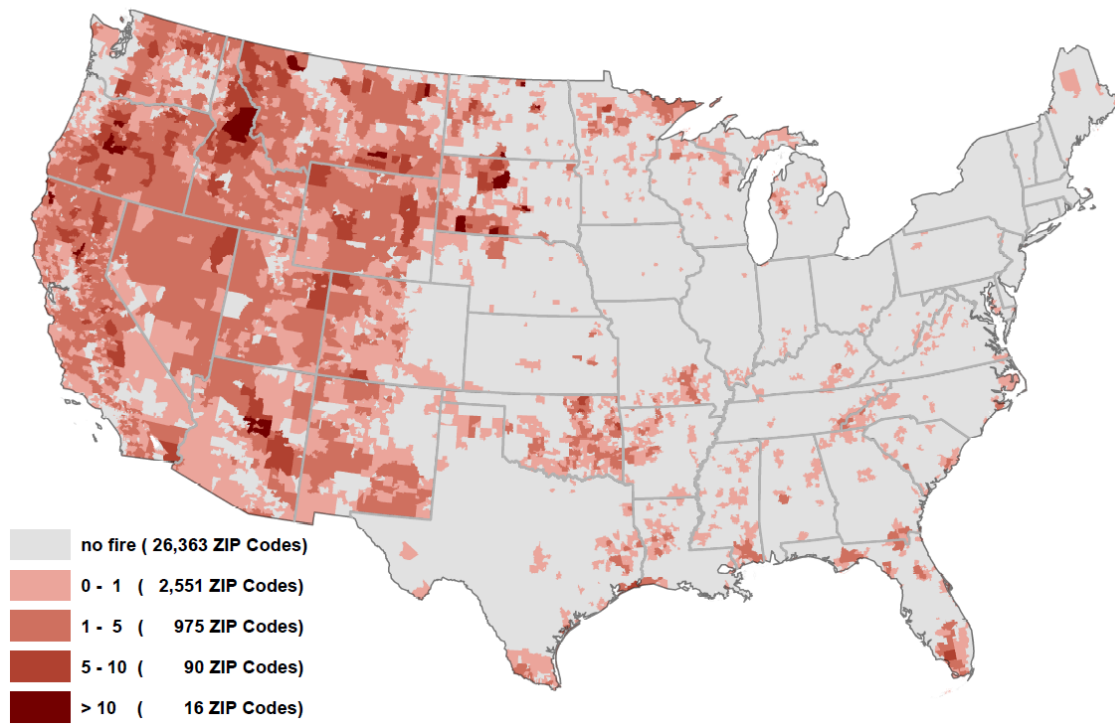 no fire ( 26,363 ZIP Codes)
0 - 1 ( 2,551 ZIP Codes)
1 - 5 ( 975 ZIP Codes)
5 - 10 ( 90 ZIP Codes)
> 10 ( 16 ZIP Codes)